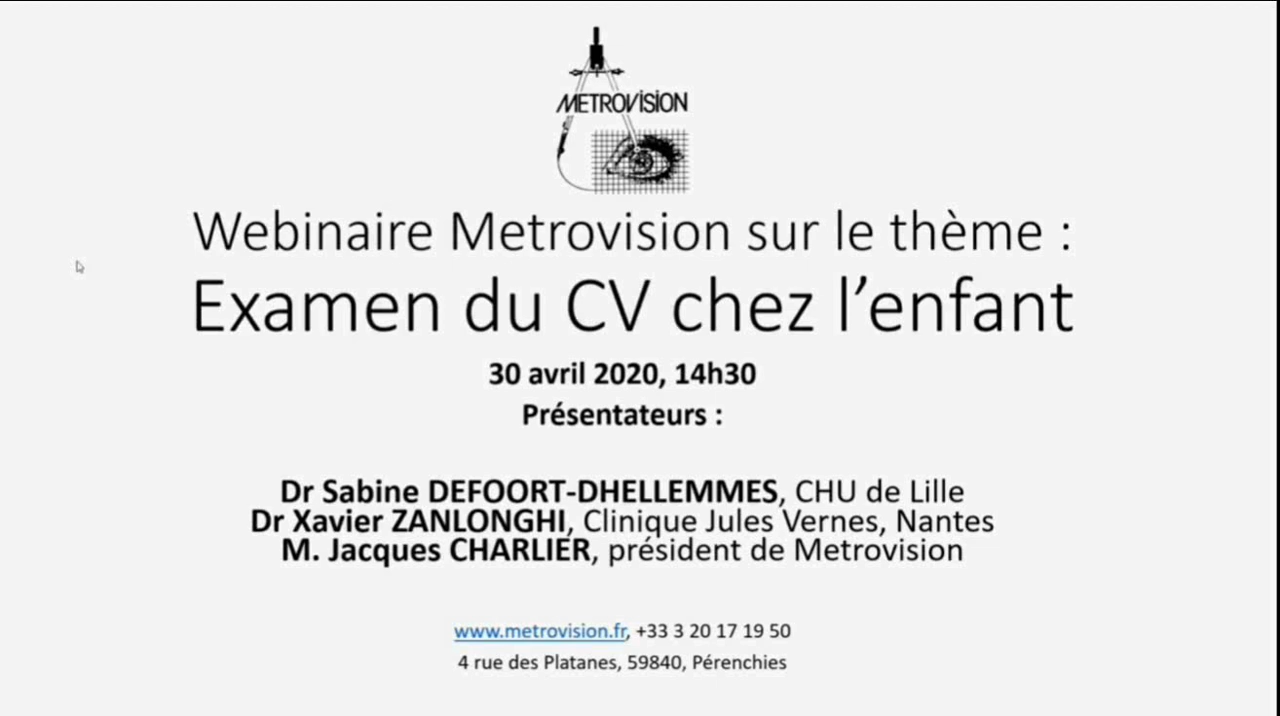 METROVISION
Webinaire Metrovision sur le thème :
Examen du CV chez l’enfant
30 avril 2020, 14h30
Présentateurs :
Dr Sabine DEFOORT-DHELLEMMES, CHU de Lille
Dr Xavier ZANLONGHI, Clinique Jules Vernes, Nantes
M. Jacques CHARLIER, président de Metrovision
www.metrovision.fr, +33 3 20 17 19 50
4 rue des Platanes, 59840, Pérenchies